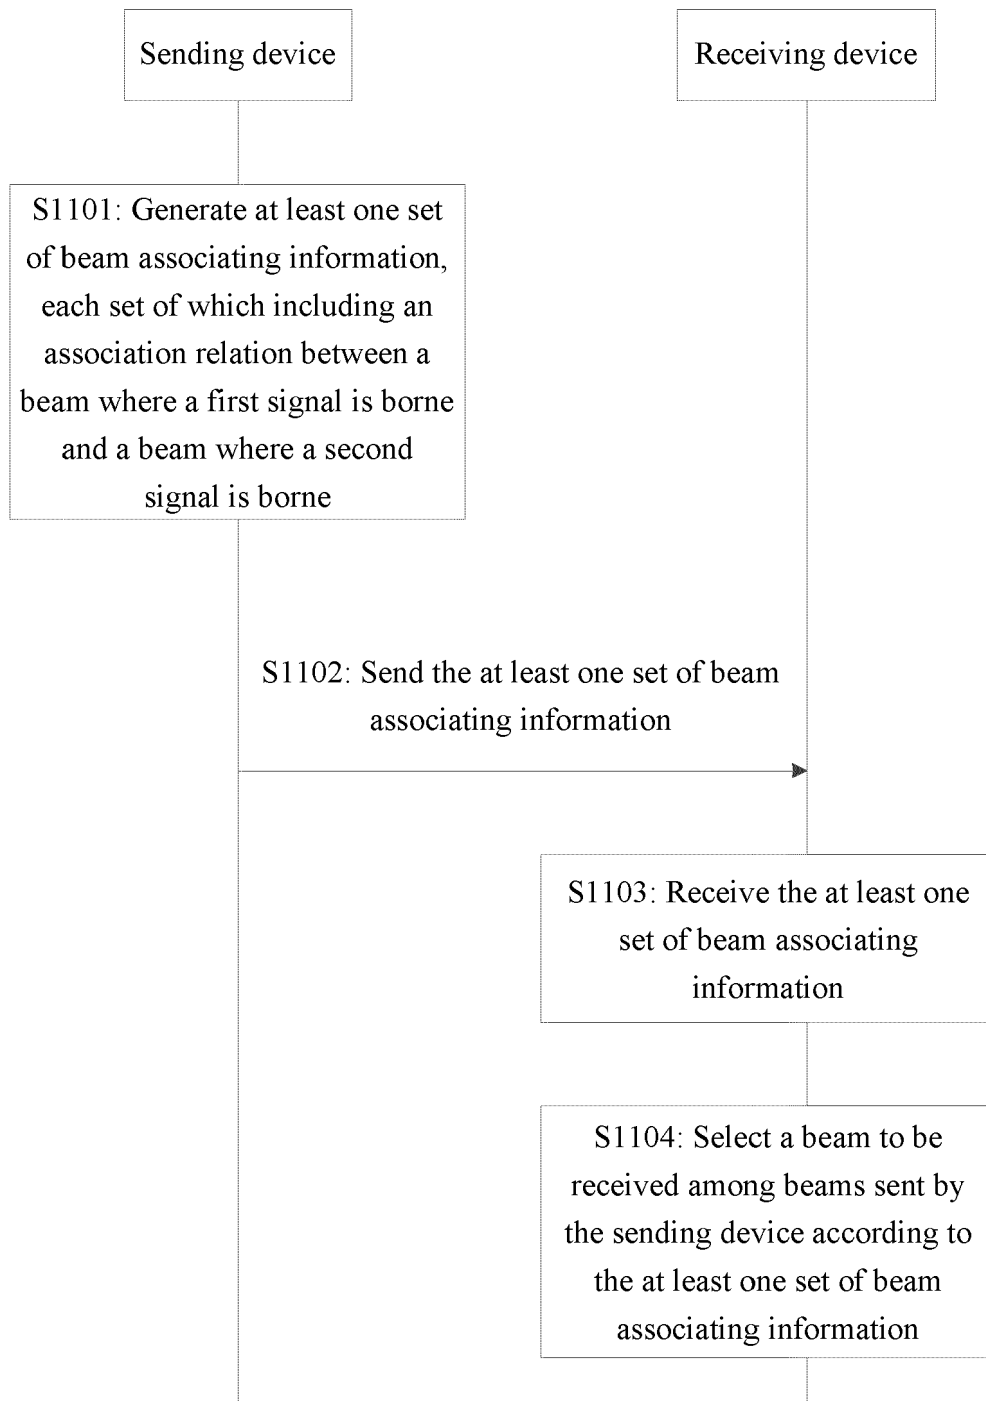 Sending device
Receiving device
S1101: Generate at least one set
of beam associating information,
each set of which including an
association relation between a
beam where a first signal is borne
and a beam where a second
signal is borne
S1102: Send the at least one set of beam
associating information
S1103: Receive the at least one
set of beam associating
information
S1104: Select a beam to be
received among beams sent by
the sending device according to
the at least one set of beam
associating information